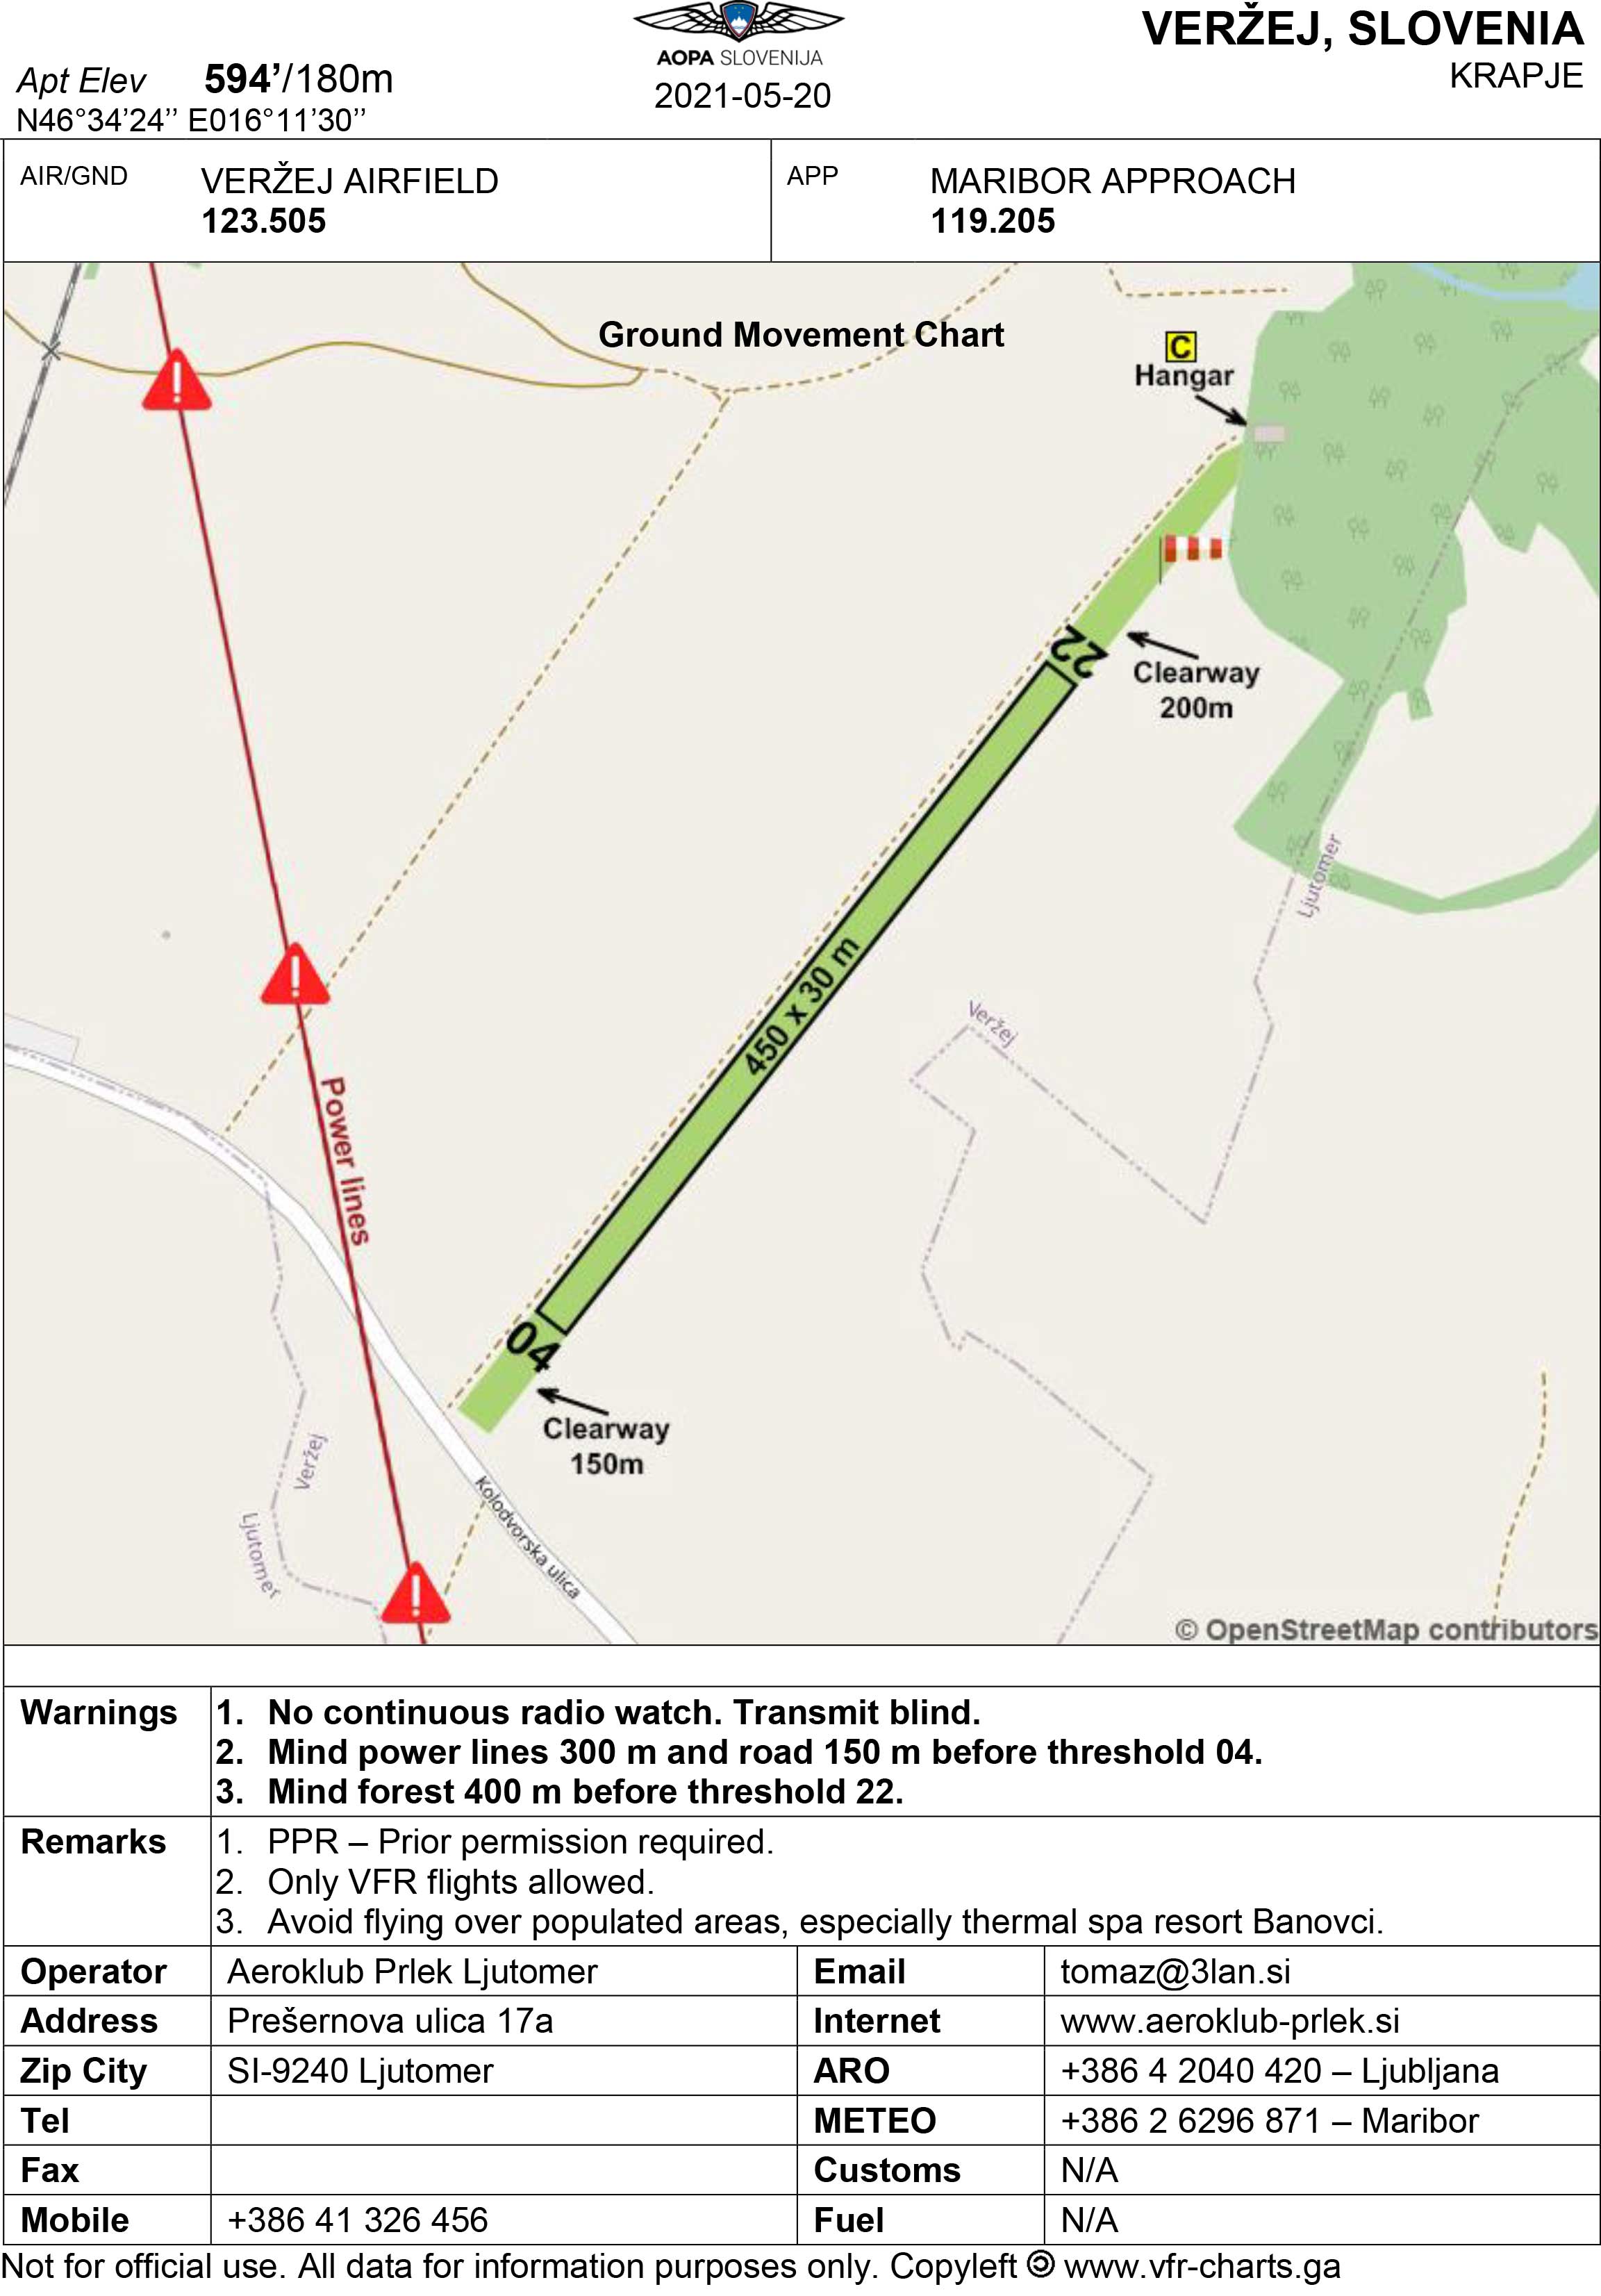 VERŽEJ, SLOVENIA
KRAPJE
AOPA SLOVENIJA
2021-05-20
Apt Elev 594’/180m
N46°34’24’’ E016°11’30’’
AIR/GND VERŽEJ AIRFIELD
123.505
APP MARIBOR APPROACH
119.205
Ground Movement Chart
C
Hangar
22
Clearway
200m
Ljutomer
450 x 30 m
Veržej
Power lines
04
Clearway
150m
Veržej
Ljutomer
Kolodvorska ulica
© OpenStreetMap contributors
Warnings
1. No continuous radio watch. Transmit blind.
2. Mind power lines 300 m and road 150 m before threshold 04.
3. Mind forest 400 m before threshold 22.
Remarks
1. PPR – Prior permission required.
2. Only VFR flights allowed.
3. Avoid flying over populated areas, especially thermal spa resort Banovci.
Operator Aeroklub Prlek Ljutomer Email tomaz@3lan.si
Address Prešernova ulica 17a Internet www.aeroklub-prlek.si
Zip City SI-9240 Ljutomer ARO +386 4 2040 420 – Ljubljana
Tel METEO +386 2 6296 871 – Maribor
Fax Customs N/A
Mobile +386 41 326 456 Fuel N/A
Not for official use. All data for information purposes only. Copyleft 🄯 www.vfr-charts.ga